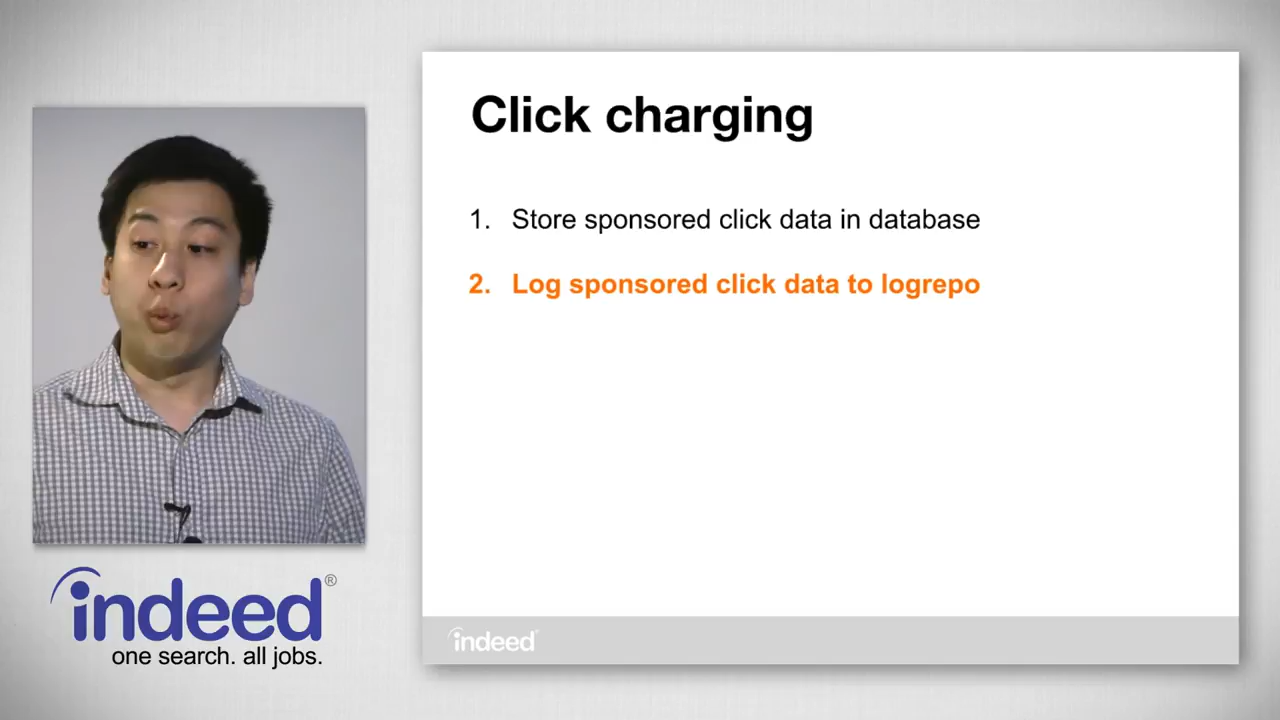 Click charging
1. Store sponsored click data in database
2. Log sponsored click data to logrepo
indeed®
one search. all jobs.
indeed